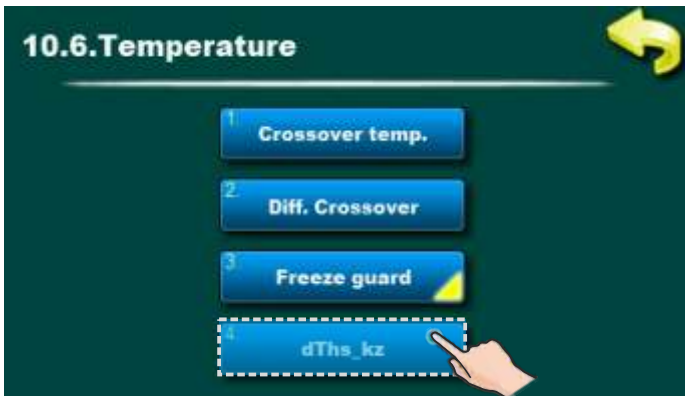 10.6.Temperature
1.
Crossover temp.
2.
Diff. Crossover
3.
Freeze guard
4.
dThs_kz